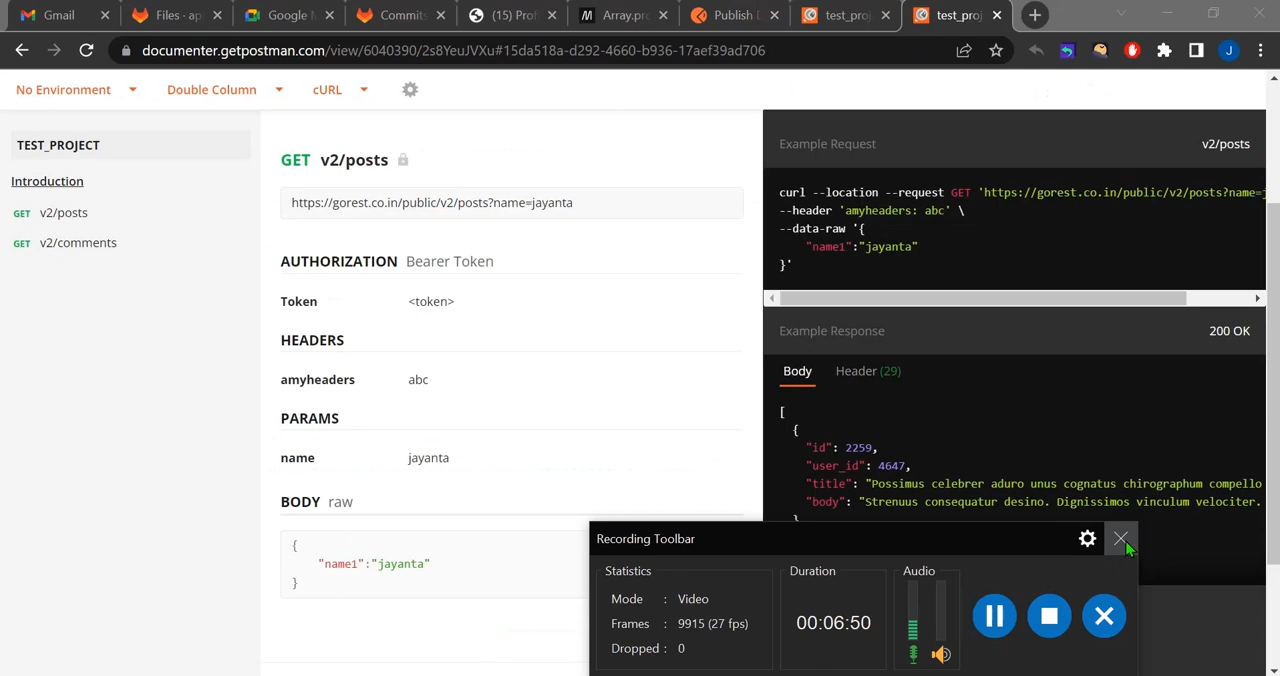 Gmail
Files · ap
Google M
Commits
(15) Prof
Array.pro
Publish D
test_proj
test_proj
documenter.getpostman.com/view/6040390/2s8YeuJVXu#15da518a-d292-4660-b936-17aef39ad706
J
No Environment
Double Column
cURL
TEST_PROJECT
Introduction
GET v2/posts
GET v2/comments
GET v2/posts
https://gorest.co.in/public/v2/posts?name=jayanta
AUTHORIZATION Bearer Token
Token <token>
HEADERS
amyheaders abc
PARAMS
name jayanta
BODY raw
{
"name1":"jayanta"
}
Example Request v2/posts
curl --location --request GET 'https://gorest.co.in/public/v2/posts?name=j
--header 'amyheaders: abc' \
--data-raw '{
"name1":"jayanta"
}'
Example Response 200 OK
Body Header (29)
[
{
"id": 2259,
"user_id": 4647,
"title": "Possimus celebrer aduro unus cognatus chirographum compello
"body": "Strenuus consequatur desino. Dignissimos vinculum velociter.
}
Recording Toolbar
Statistics
Mode : Video
Frames : 9915 (27 fps)
Dropped : 0
Duration
00:06:50
Audio